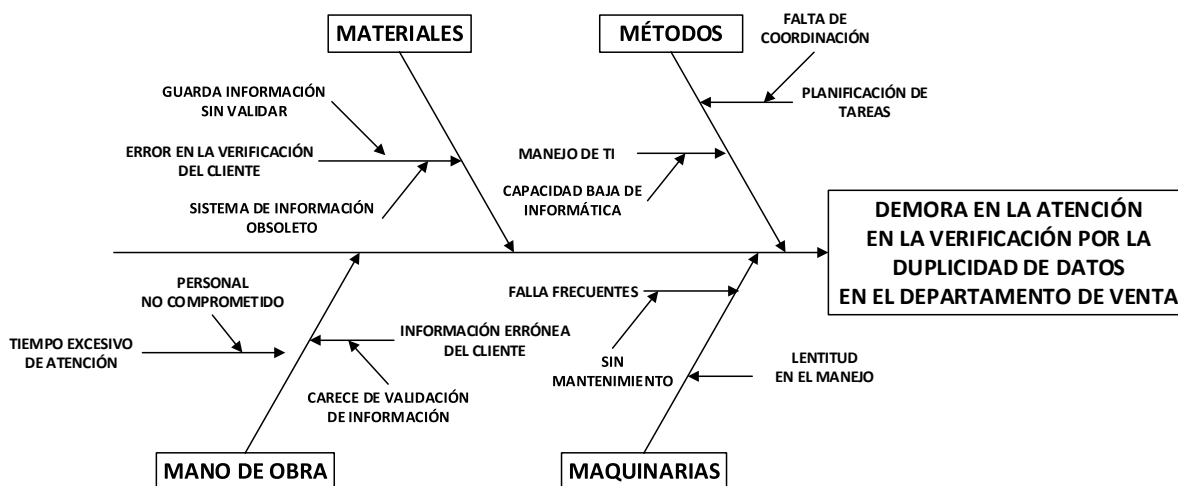 MATERIALES
MÉTODOS
FALTA DE
COORDINACIÓN
GUARDA INFORMACIÓN
SIN VALIDAR
PLANIFICACIÓN DE
TAREAS
ERROR EN LA VERIFICACIÓN
DEL CLIENTE
MANEJO DE TI
SISTEMA DE INFORMACIÓN
OBSOLETO
CAPACIDAD BAJA DE
INFORMÁTICA
DEMORA EN LA ATENCIÓN
EN LA VERIFICACIÓN POR LA
DUPLICIDAD DE DATOS
EN EL DEPARTAMENTO DE VENTA
PERSONAL
NO COMPROMETIDO
FALLA FRECUENTES
TIEMPO EXCESIVO
DE ATENCIÓN
INFORMACIÓN ERRÓNEA
DEL CLIENTE
SIN
MANTENIMIENTO
LENTITUD
EN EL MANEJO
CARECE DE VALIDACIÓN
DE INFORMACIÓN
MANO DE OBRA
MAQUINARIAS